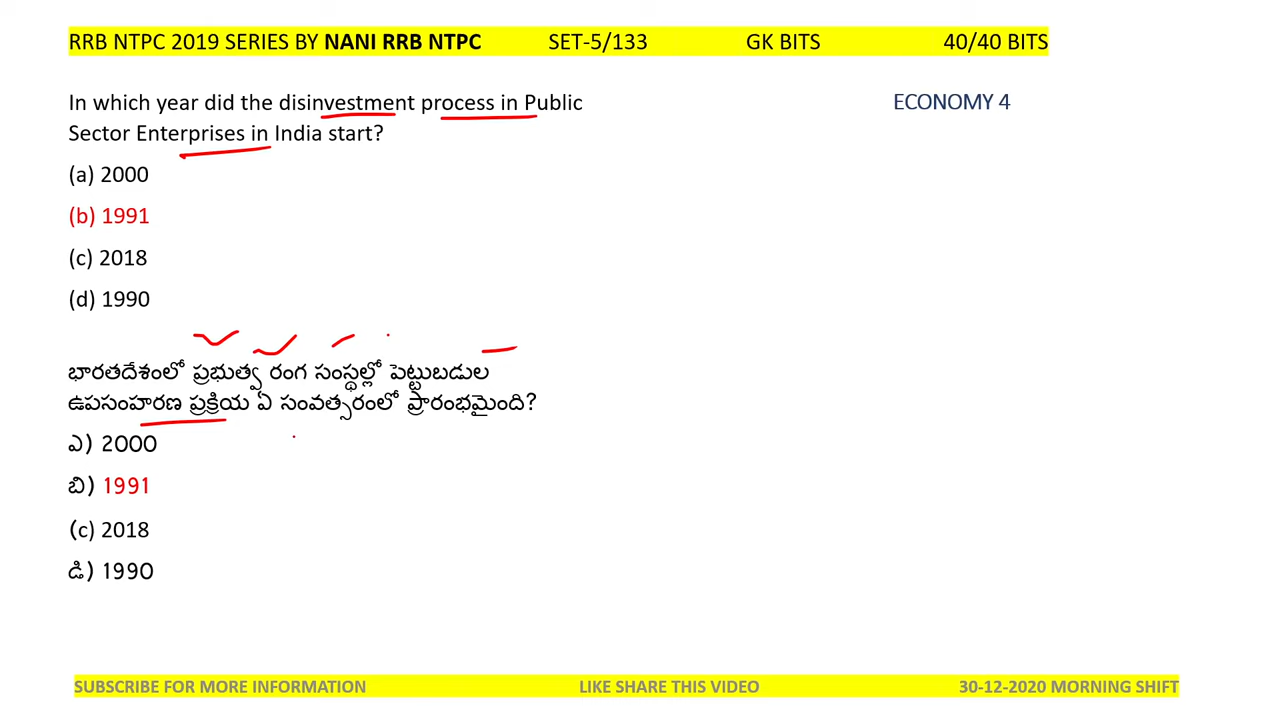 RRB NTPC 2019 SERIES BY NANI RRB NTPC SET-5/133 GK BITS 40/40 BITS
In which year did the disinvestment process in Public
Sector Enterprises in India start?
ECONOMY 4
(a) 2000
(b) 1991
(c) 2018
(d) 1990
భారతదేశంలో ప్రభుత్వ రంగ సంస్థల్లో పెట్టుబడుల
ఉపసంహరణ ప్రక్రియ ఏ సంవత్సరంలో ప్రారంభమైంది?
ఎ) 2000
బి) 1991
(c) 2018
డి) 1990
SUBSCRIBE FOR MORE INFORMATION LIKE SHARE THIS VIDEO 30-12-2020 MORNING SHIFT